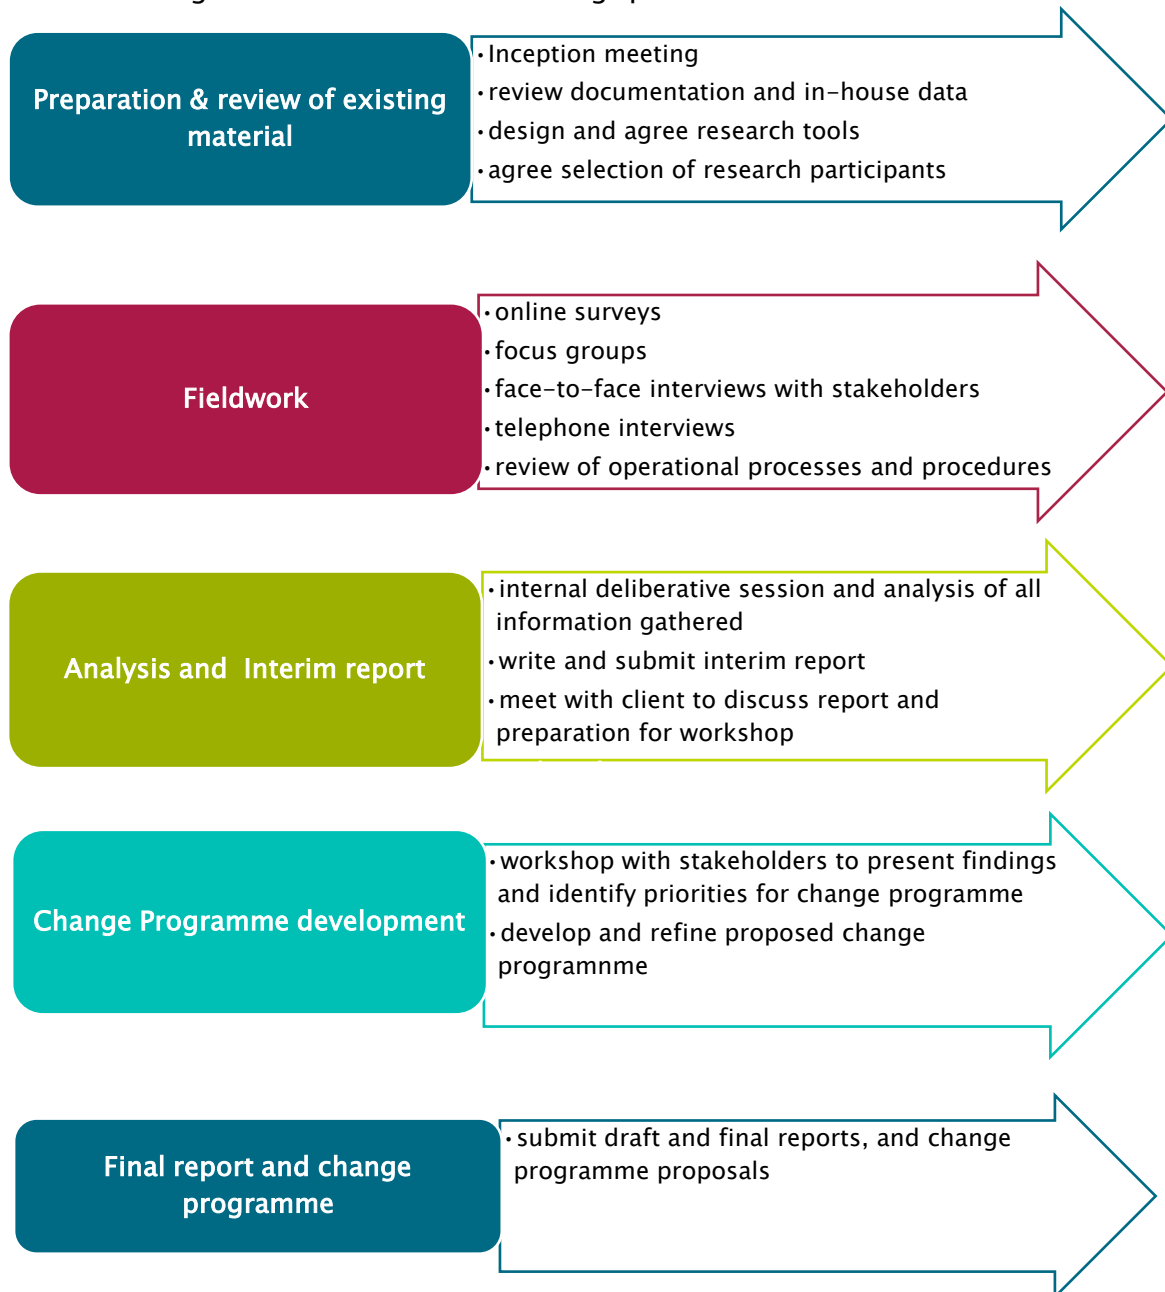 Preparation & review of existing
material
·Inception meeting
·review documentation and in-house data
·design and agree research tools
·agree selection of research participants
Fieldwork
·online surveys
·focus groups
·face-to-face interviews with stakeholders
·telephone interviews
·review of operational processes and procedures
Analysis and Interim report
·internal deliberative session and analysis of all
information gathered
·write and submit interim report
·meet with client to discuss report and
preparation for workshop
Change Programme development
·workshop with stakeholders to present findings
and identify priorities for change programme
·develop and refine proposed change
programnme
Final report and change
programme
·submit draft and final reports, and change
programme proposals